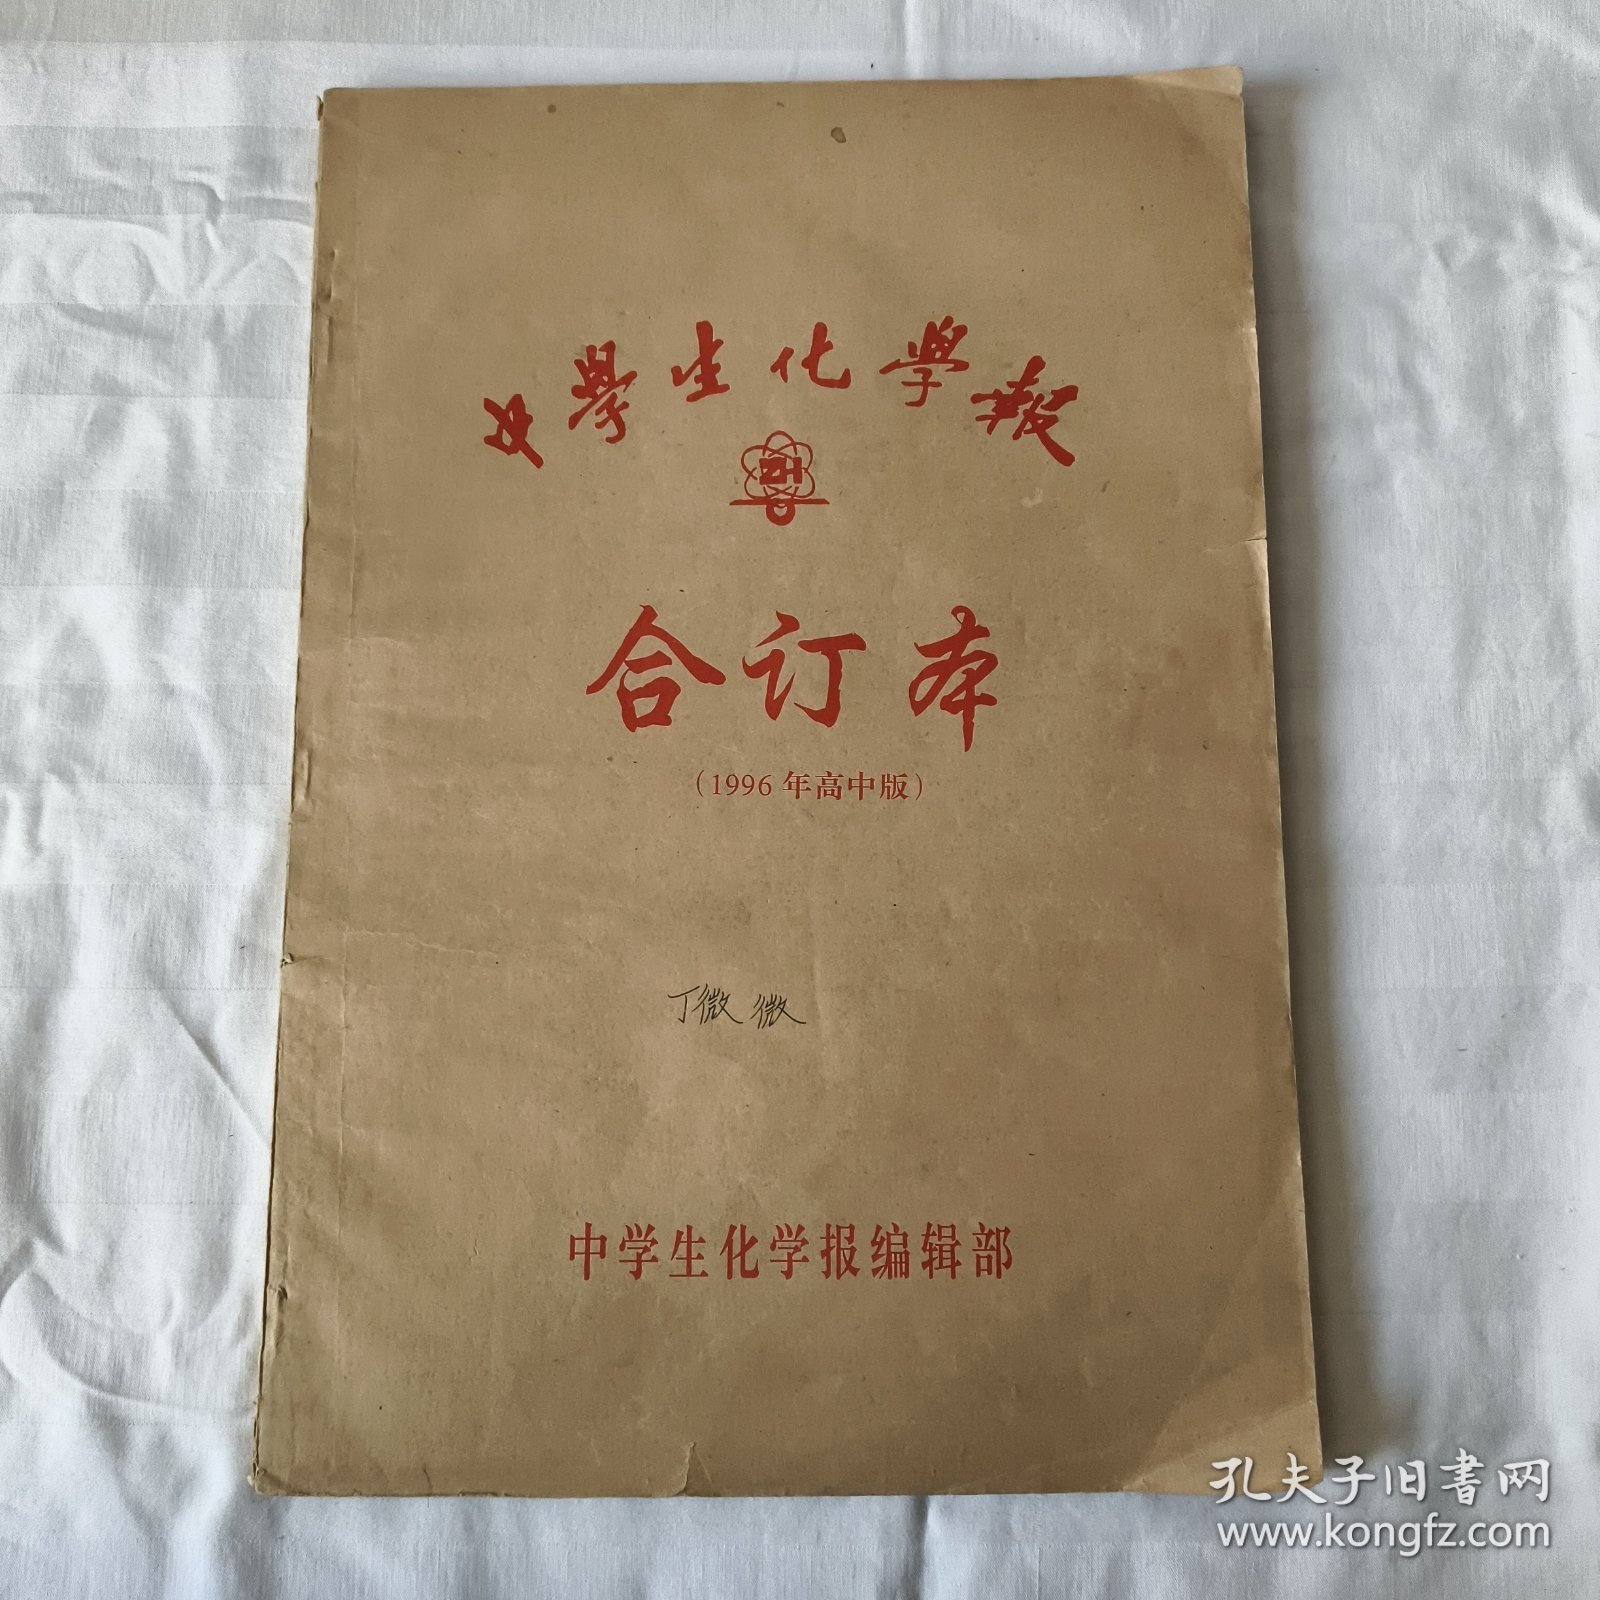 中學生化學報
合订本
(1996年高中版)
丁微微
中学生化学报编辑部
孔夫子旧书网
www.kongfz.com